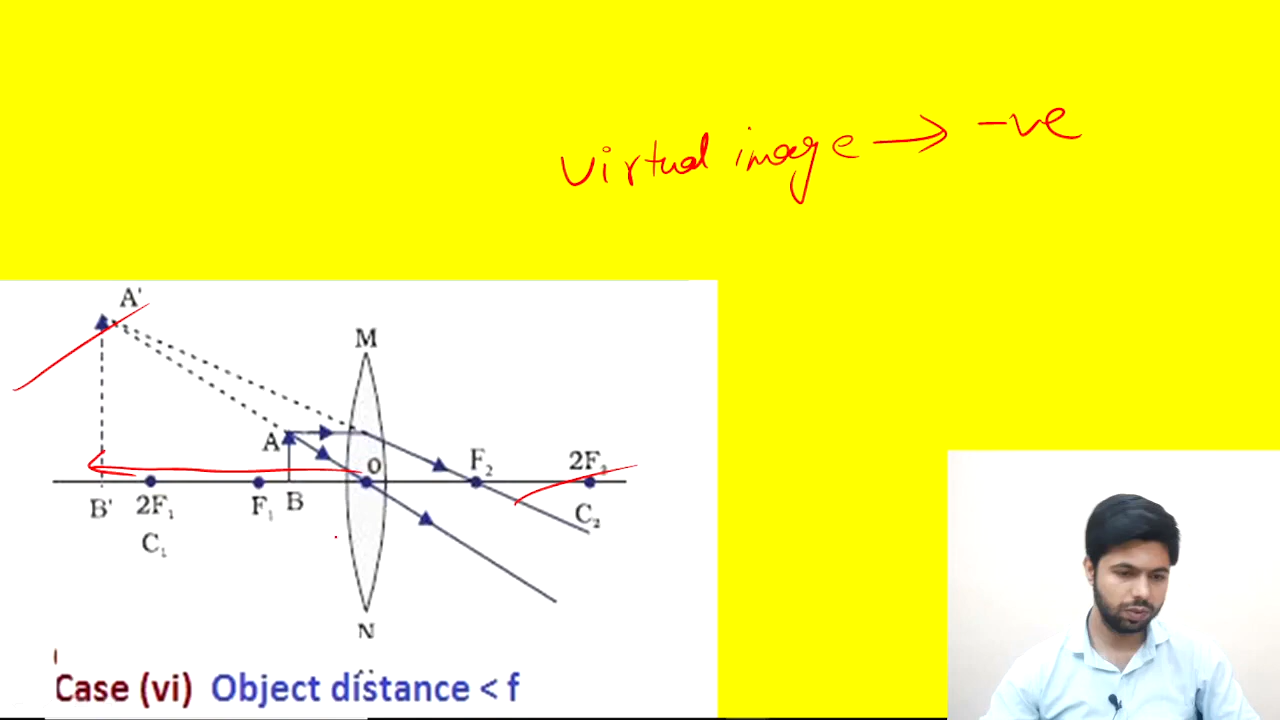 virtual image → -ve
A'
M
A
O
F₂
2F₂
B'
2F₁
F₁
B
C₂
C₁
N
Case (vi) Object distance < f